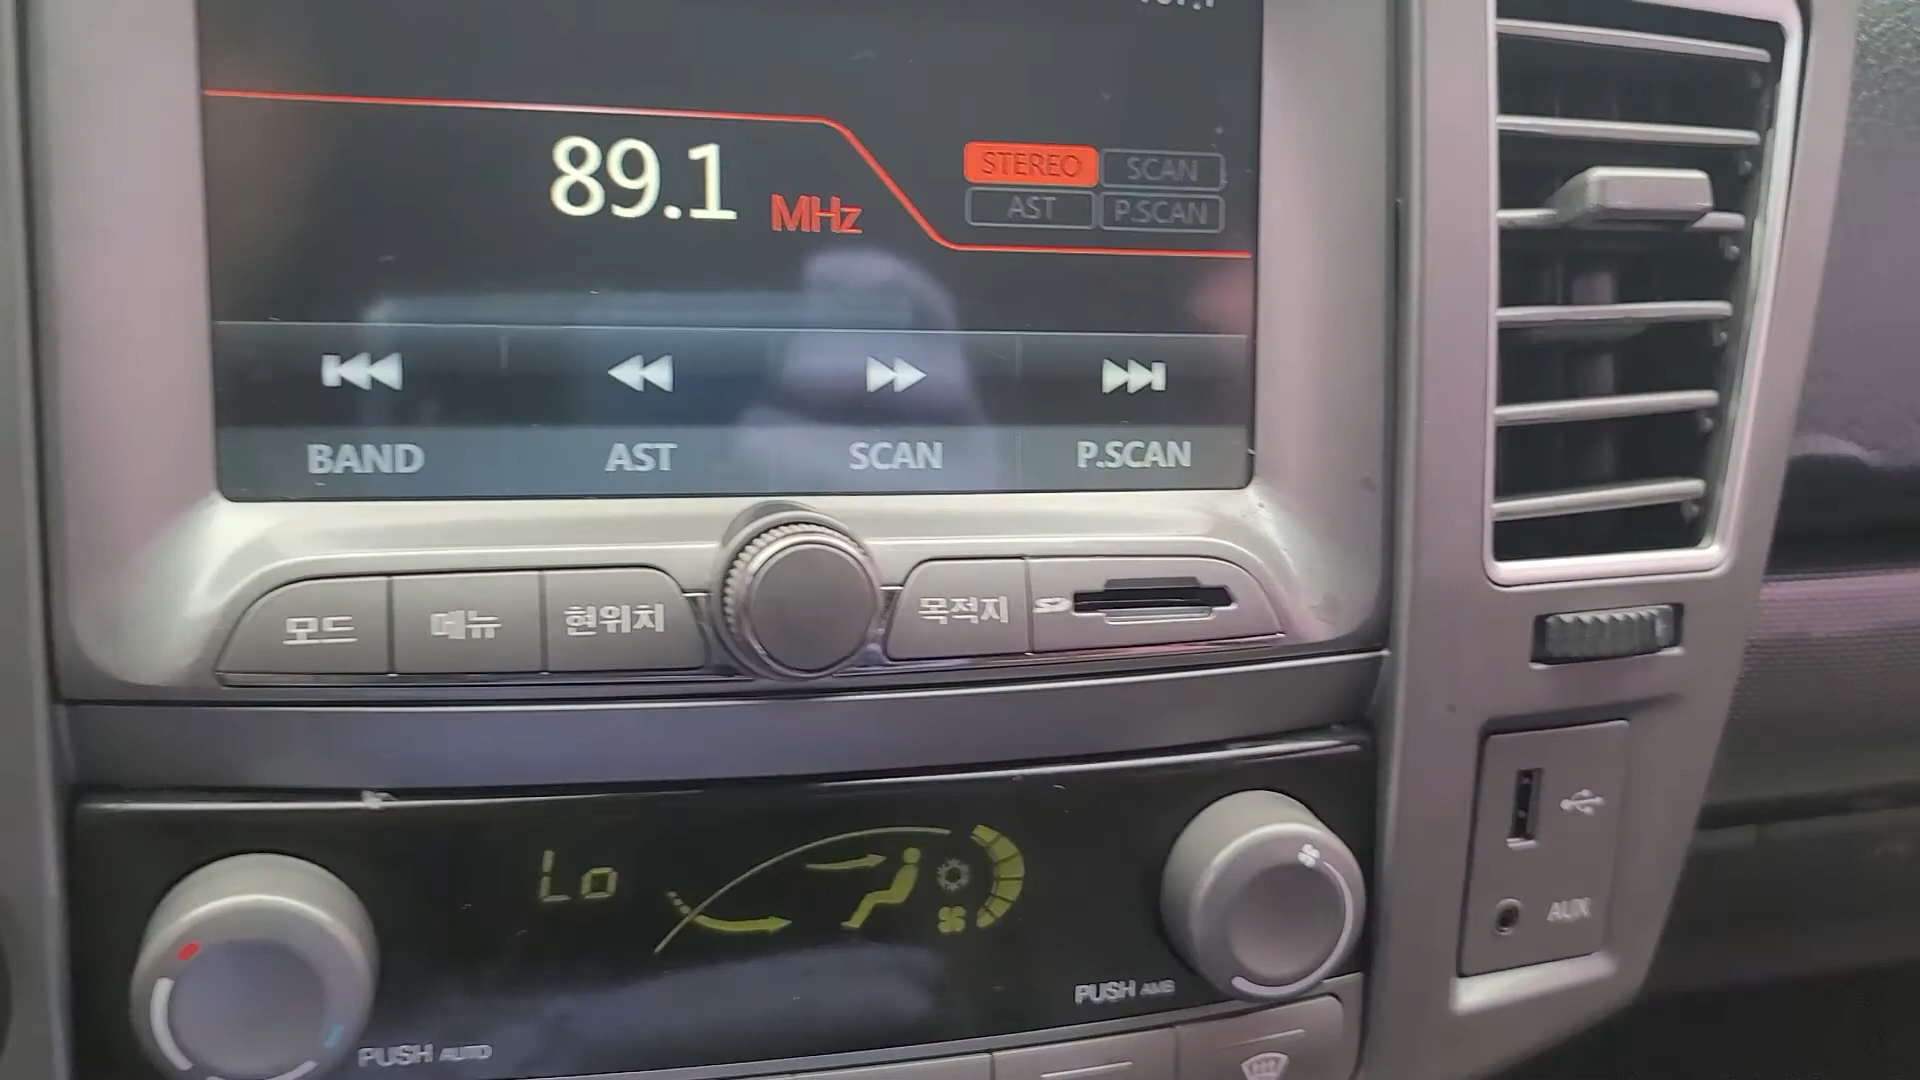 89.1 MHz
STEREO SCAN
AST P.SCAN
BAND AST SCAN P.SCAN
모드 메뉴 현위치 목적지 SD
Lo
AUX
PUSH AMB
PUSH AUTO